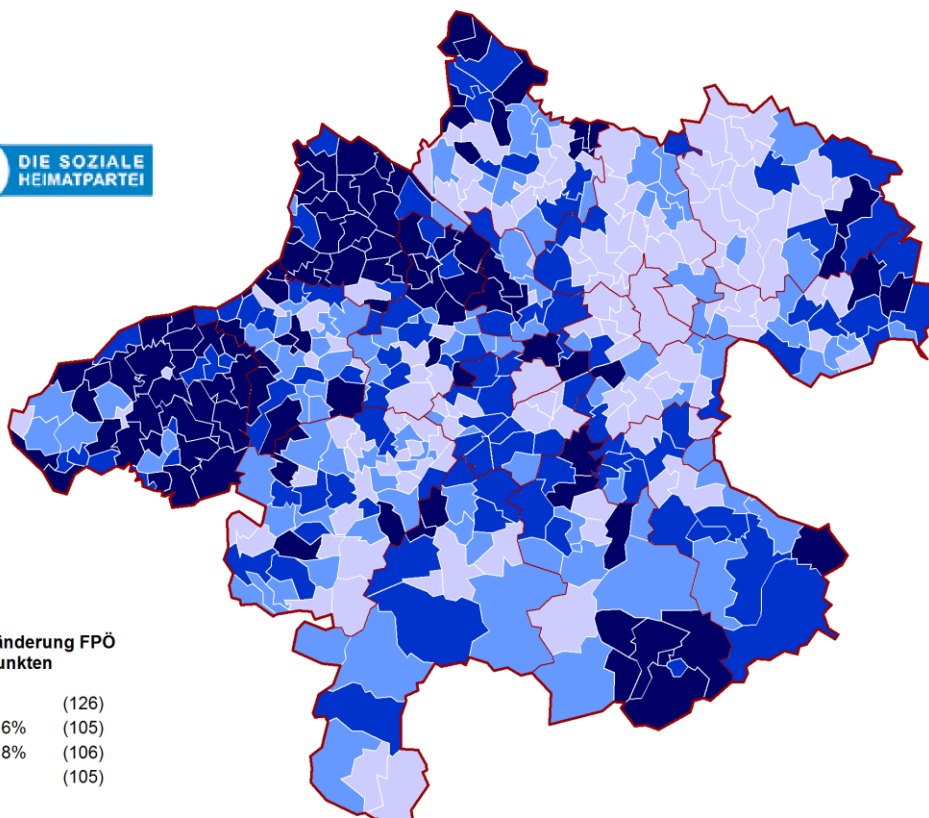 DIE SOZIALE
HEIMATPARTEI
änderung FPÖ
unkten
(126)
6% (105)
8% (106)
(105)